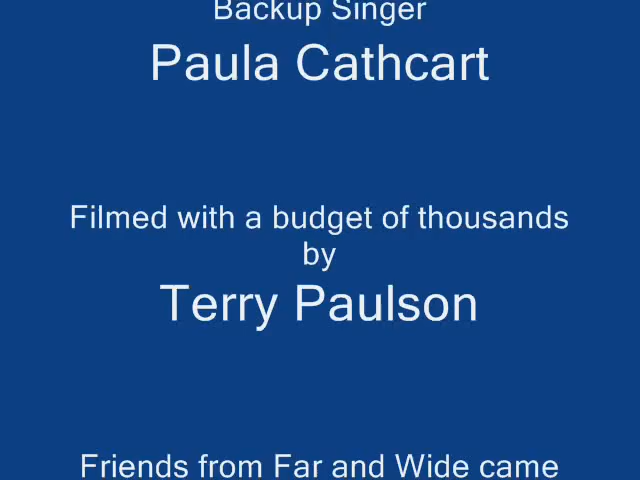 Backup Singer
Paula Cathcart
Filmed with a budget of thousands
by
Terry Paulson
Friends from Far and Wide came